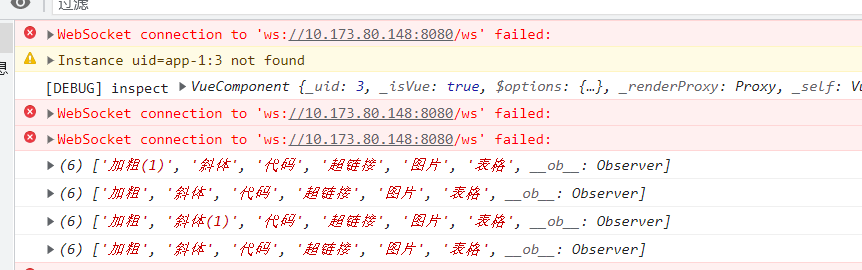 过滤
WebSocket connection to 'ws://10.173.80.148:8080/ws' failed:
Instance uid=app-1:3 not found
息
[DEBUG] inspect ▶VueComponent {_uid: 3, _isVue: true, $options: {…}, _renderProxy: Proxy, _self: Vu
WebSocket connection to 'ws://10.173.80.148:8080/ws' failed:
WebSocket connection to 'ws://10.173.80.148:8080/ws' failed:
(6) ['加粗(1)', '斜体', '代码', '超链接', '图片', '表格', __ob__: Observer]
(6) ['加粗', '斜体', '代码', '超链接', '图片', '表格', __ob__: Observer]
(6) ['加粗', '斜体(1)', '代码', '超链接', '图片', '表格', __ob__: Observer]
(6) ['加粗', '斜体', '代码', '超链接', '图片', '表格', __ob__: Observer]